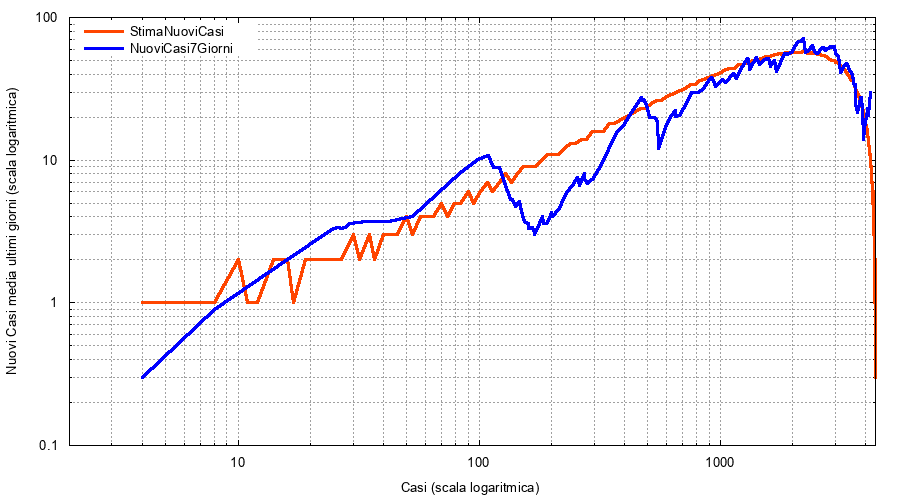 100
10
1
0.1
StimaNuoviCasi
NuoviCasi7Giorni
Nuovi Casi media ultimi giorni (scala logaritmica)
10 100 1000
Casi (scala logaritmica)